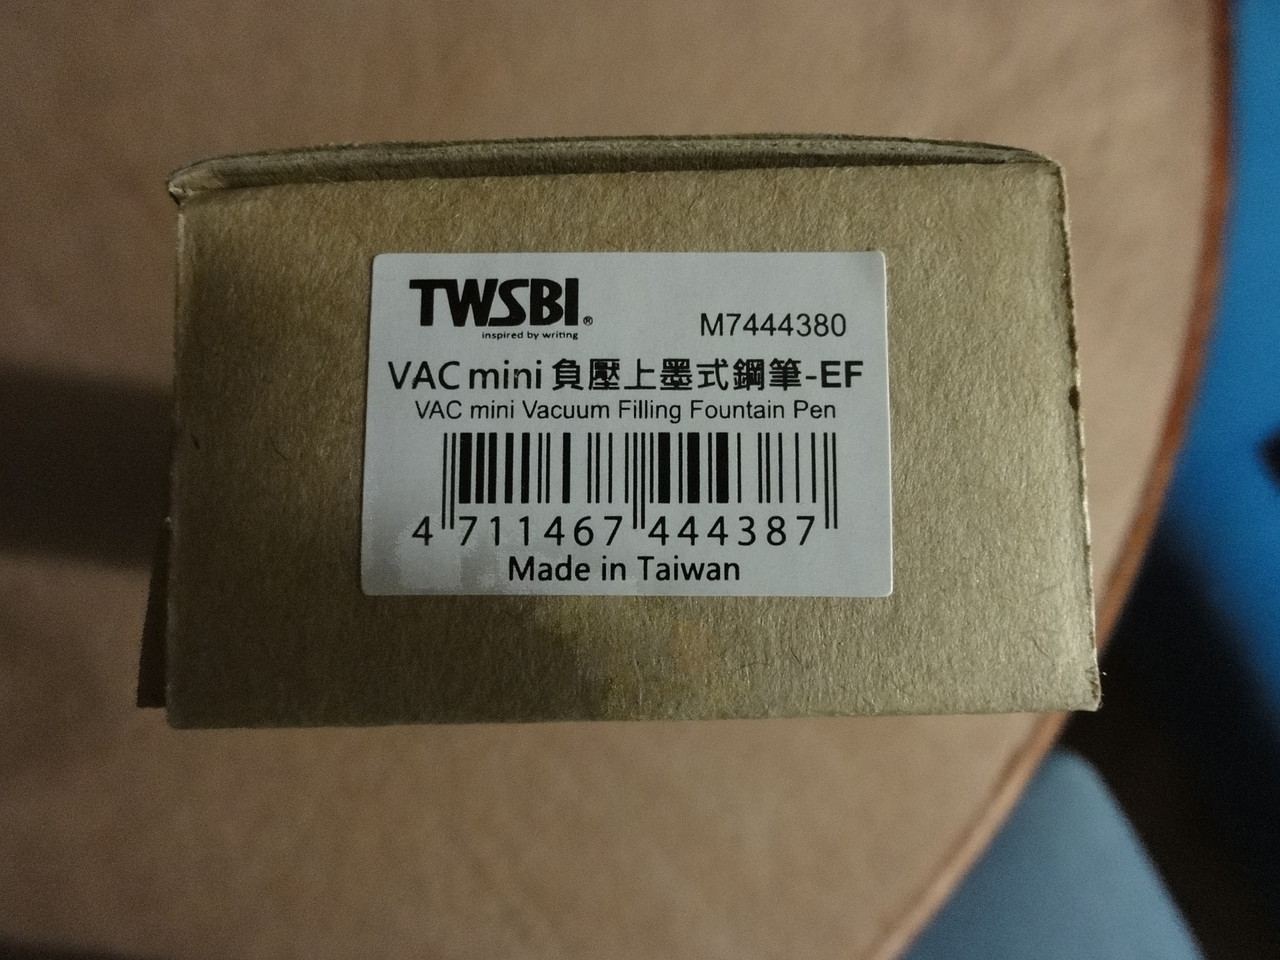 TWSBI®
inspired by writing
M7444380
VAC mini 負壓上墨式鋼筆-EF
VAC mini Vacuum Filling Fountain Pen
4 711467 444387
Made in Taiwan